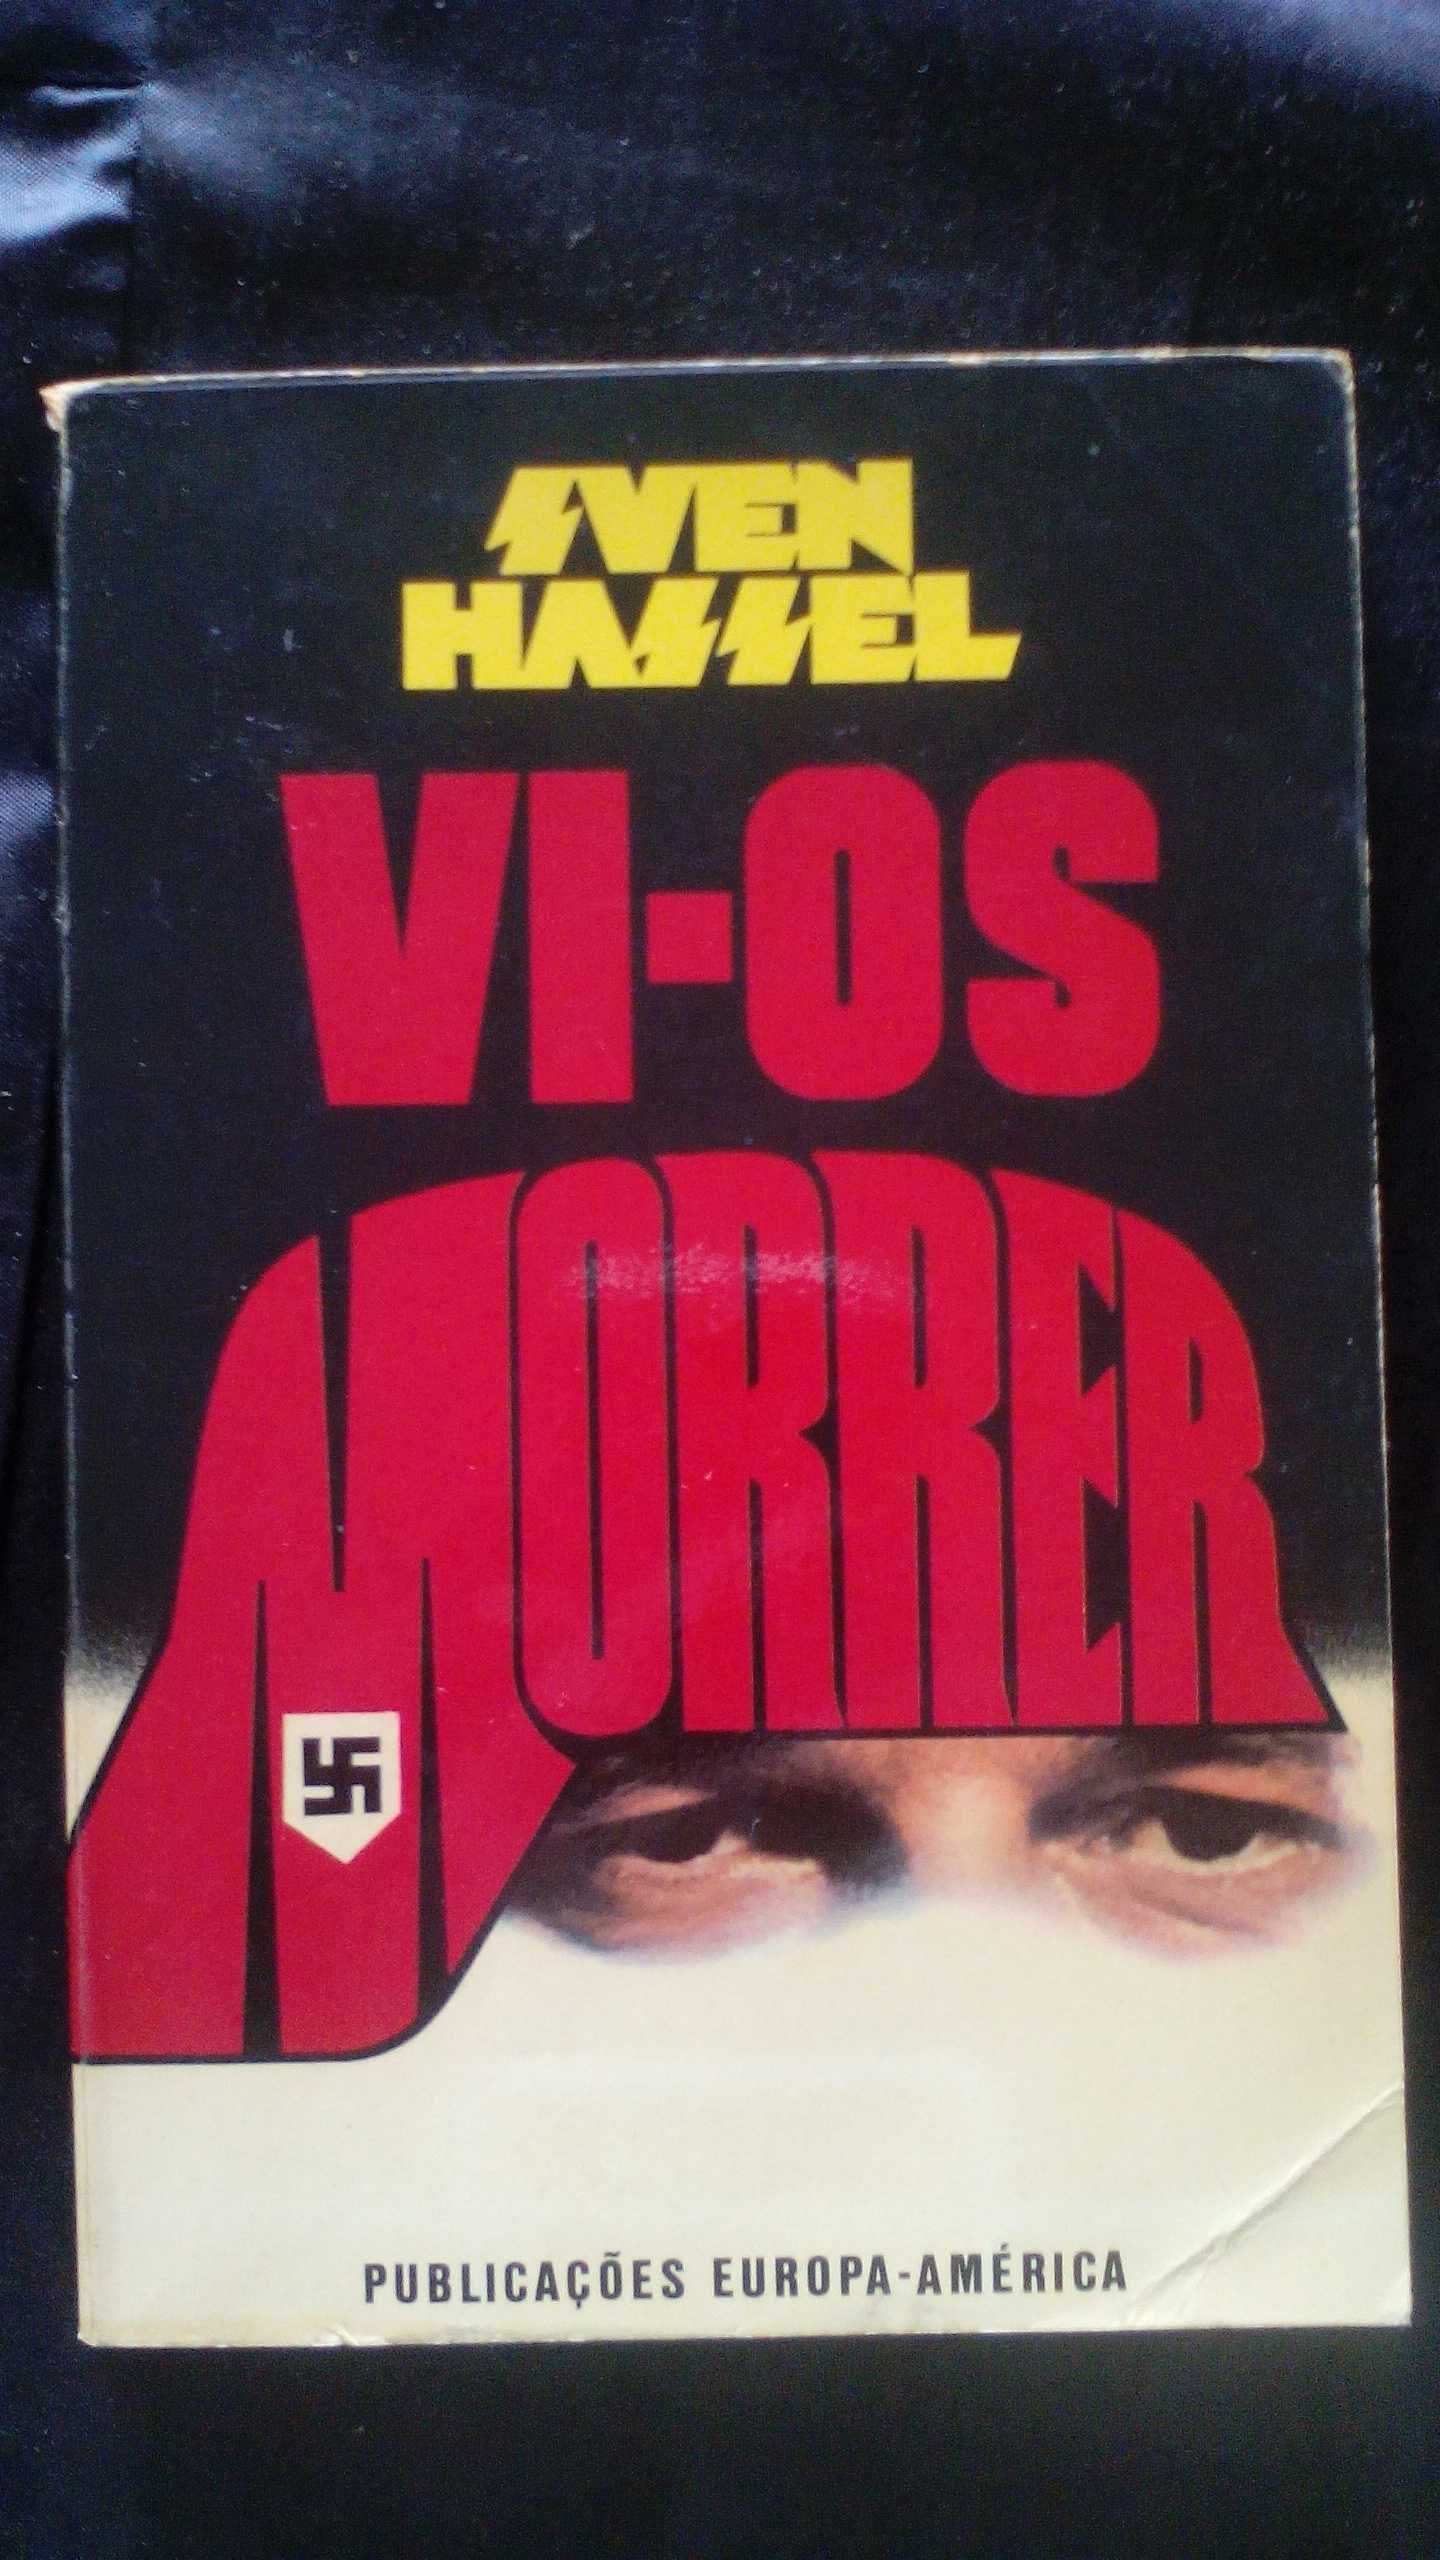 SVEN
HASSEL
VI-OS
MORRER
PUBLICAÇÕES EUROPA-AMÉRICA